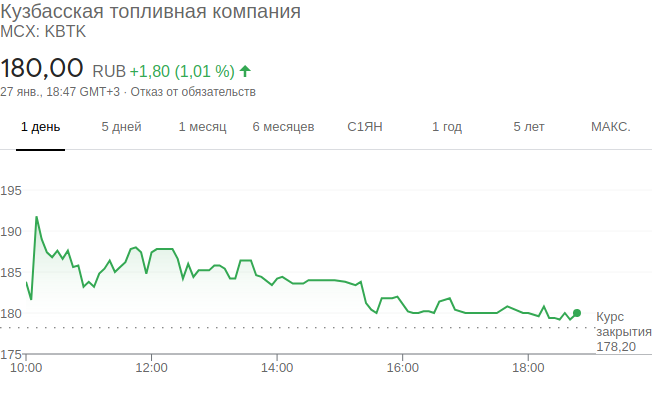 Кузбасская топливная компания
MCX: KBTK
180,00 RUB +1,80 (1,01 %)
27 янв., 18:47 GMT+3 · Отказ от обязательств
1 день 5 дней 1 месяц 6 месяцев С1ЯН 1 год 5 лет МАКС.
195
190
185
180
Курс
закрытия
178,20
175
10:00 12:00 14:00 16:00 18:00